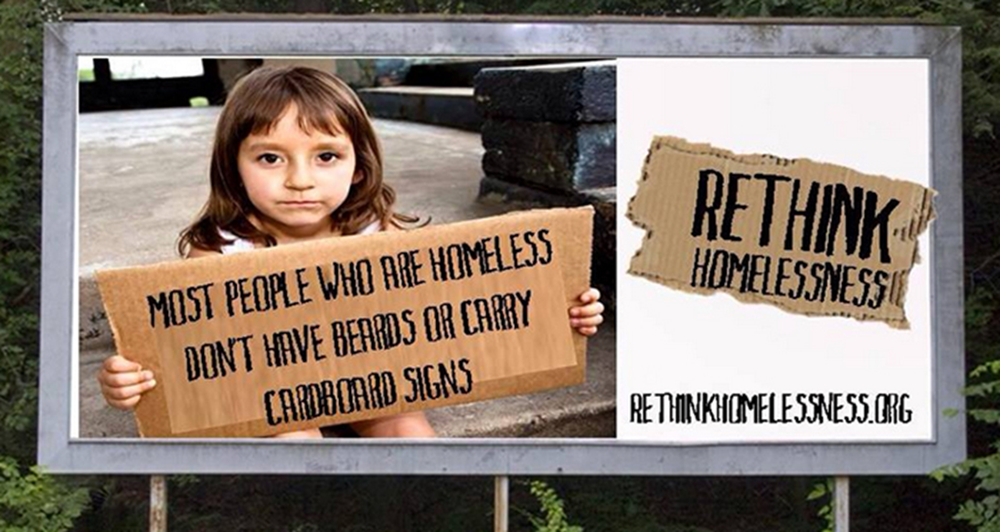 MOST PEOPLE WHO ARE HOMELESS
DON'T HAVE BEARDS OR CARRY
CARDBOARD SIGNS
RETHINK
HOMELESSNESS
RETHINKHOMELESSNESS.ORG